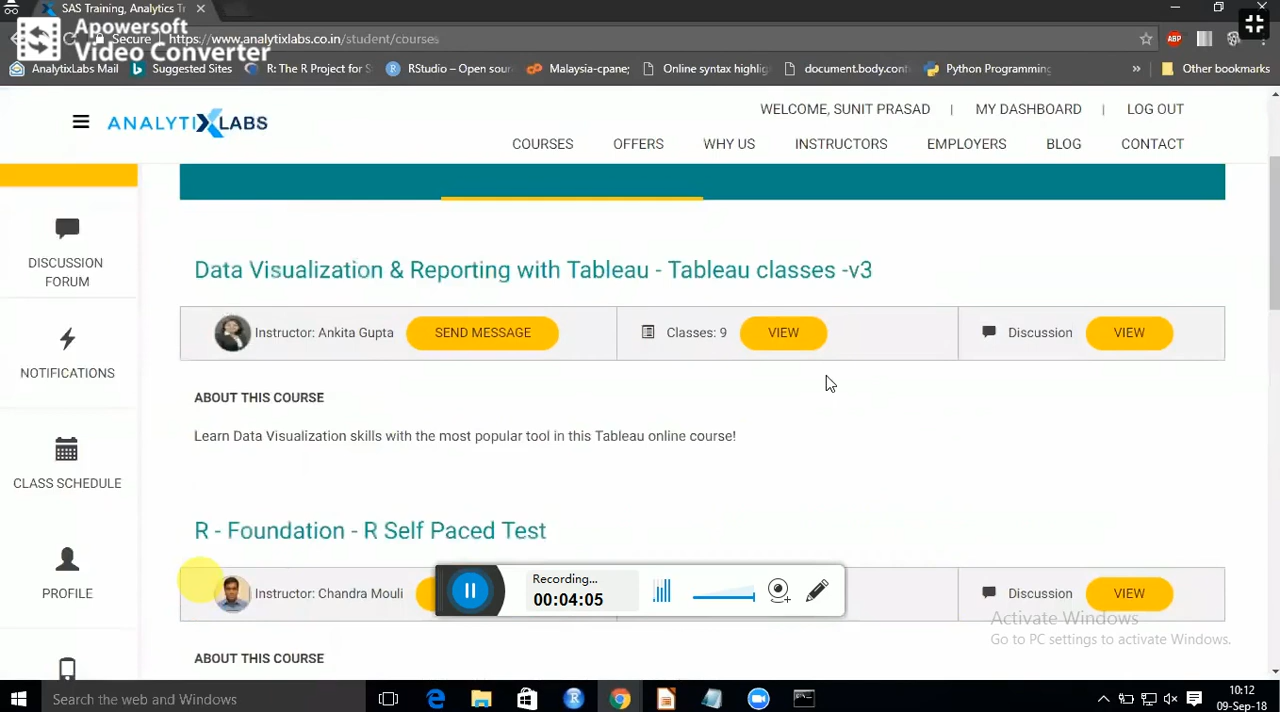 SAS Training, Analytics Tr
Apowersoft
Video Converter
Secure
https://www.analytixlabs.co.in/student/courses
ABP
AnalytixLabs Mail
Suggested Sites
R: The R Project for S
RStudio – Open sour
Malaysia-cpane;
Online syntax highlig
document.body.cont
Python Programming
»
Other bookmarks
ANALYTIXLABS
WELCOME, SUNIT PRASAD | MY DASHBOARD | LOG OUT
COURSES OFFERS WHY US INSTRUCTORS EMPLOYERS BLOG CONTACT
DISCUSSION
FORUM
NOTIFICATIONS
CLASS SCHEDULE
PROFILE
Data Visualization & Reporting with Tableau - Tableau classes -v3
Instructor: Ankita Gupta SEND MESSAGE Classes: 9 VIEW Discussion VIEW
ABOUT THIS COURSE
Learn Data Visualization skills with the most popular tool in this Tableau online course!
R - Foundation - R Self Paced Test
Instructor: Chandra Mouli Discussion VIEW
Recording...
00:04:05
Activate Windows
Go to PC settings to activate Windows.
ABOUT THIS COURSE
Search the web and Windows
10:12
09-Sep-18